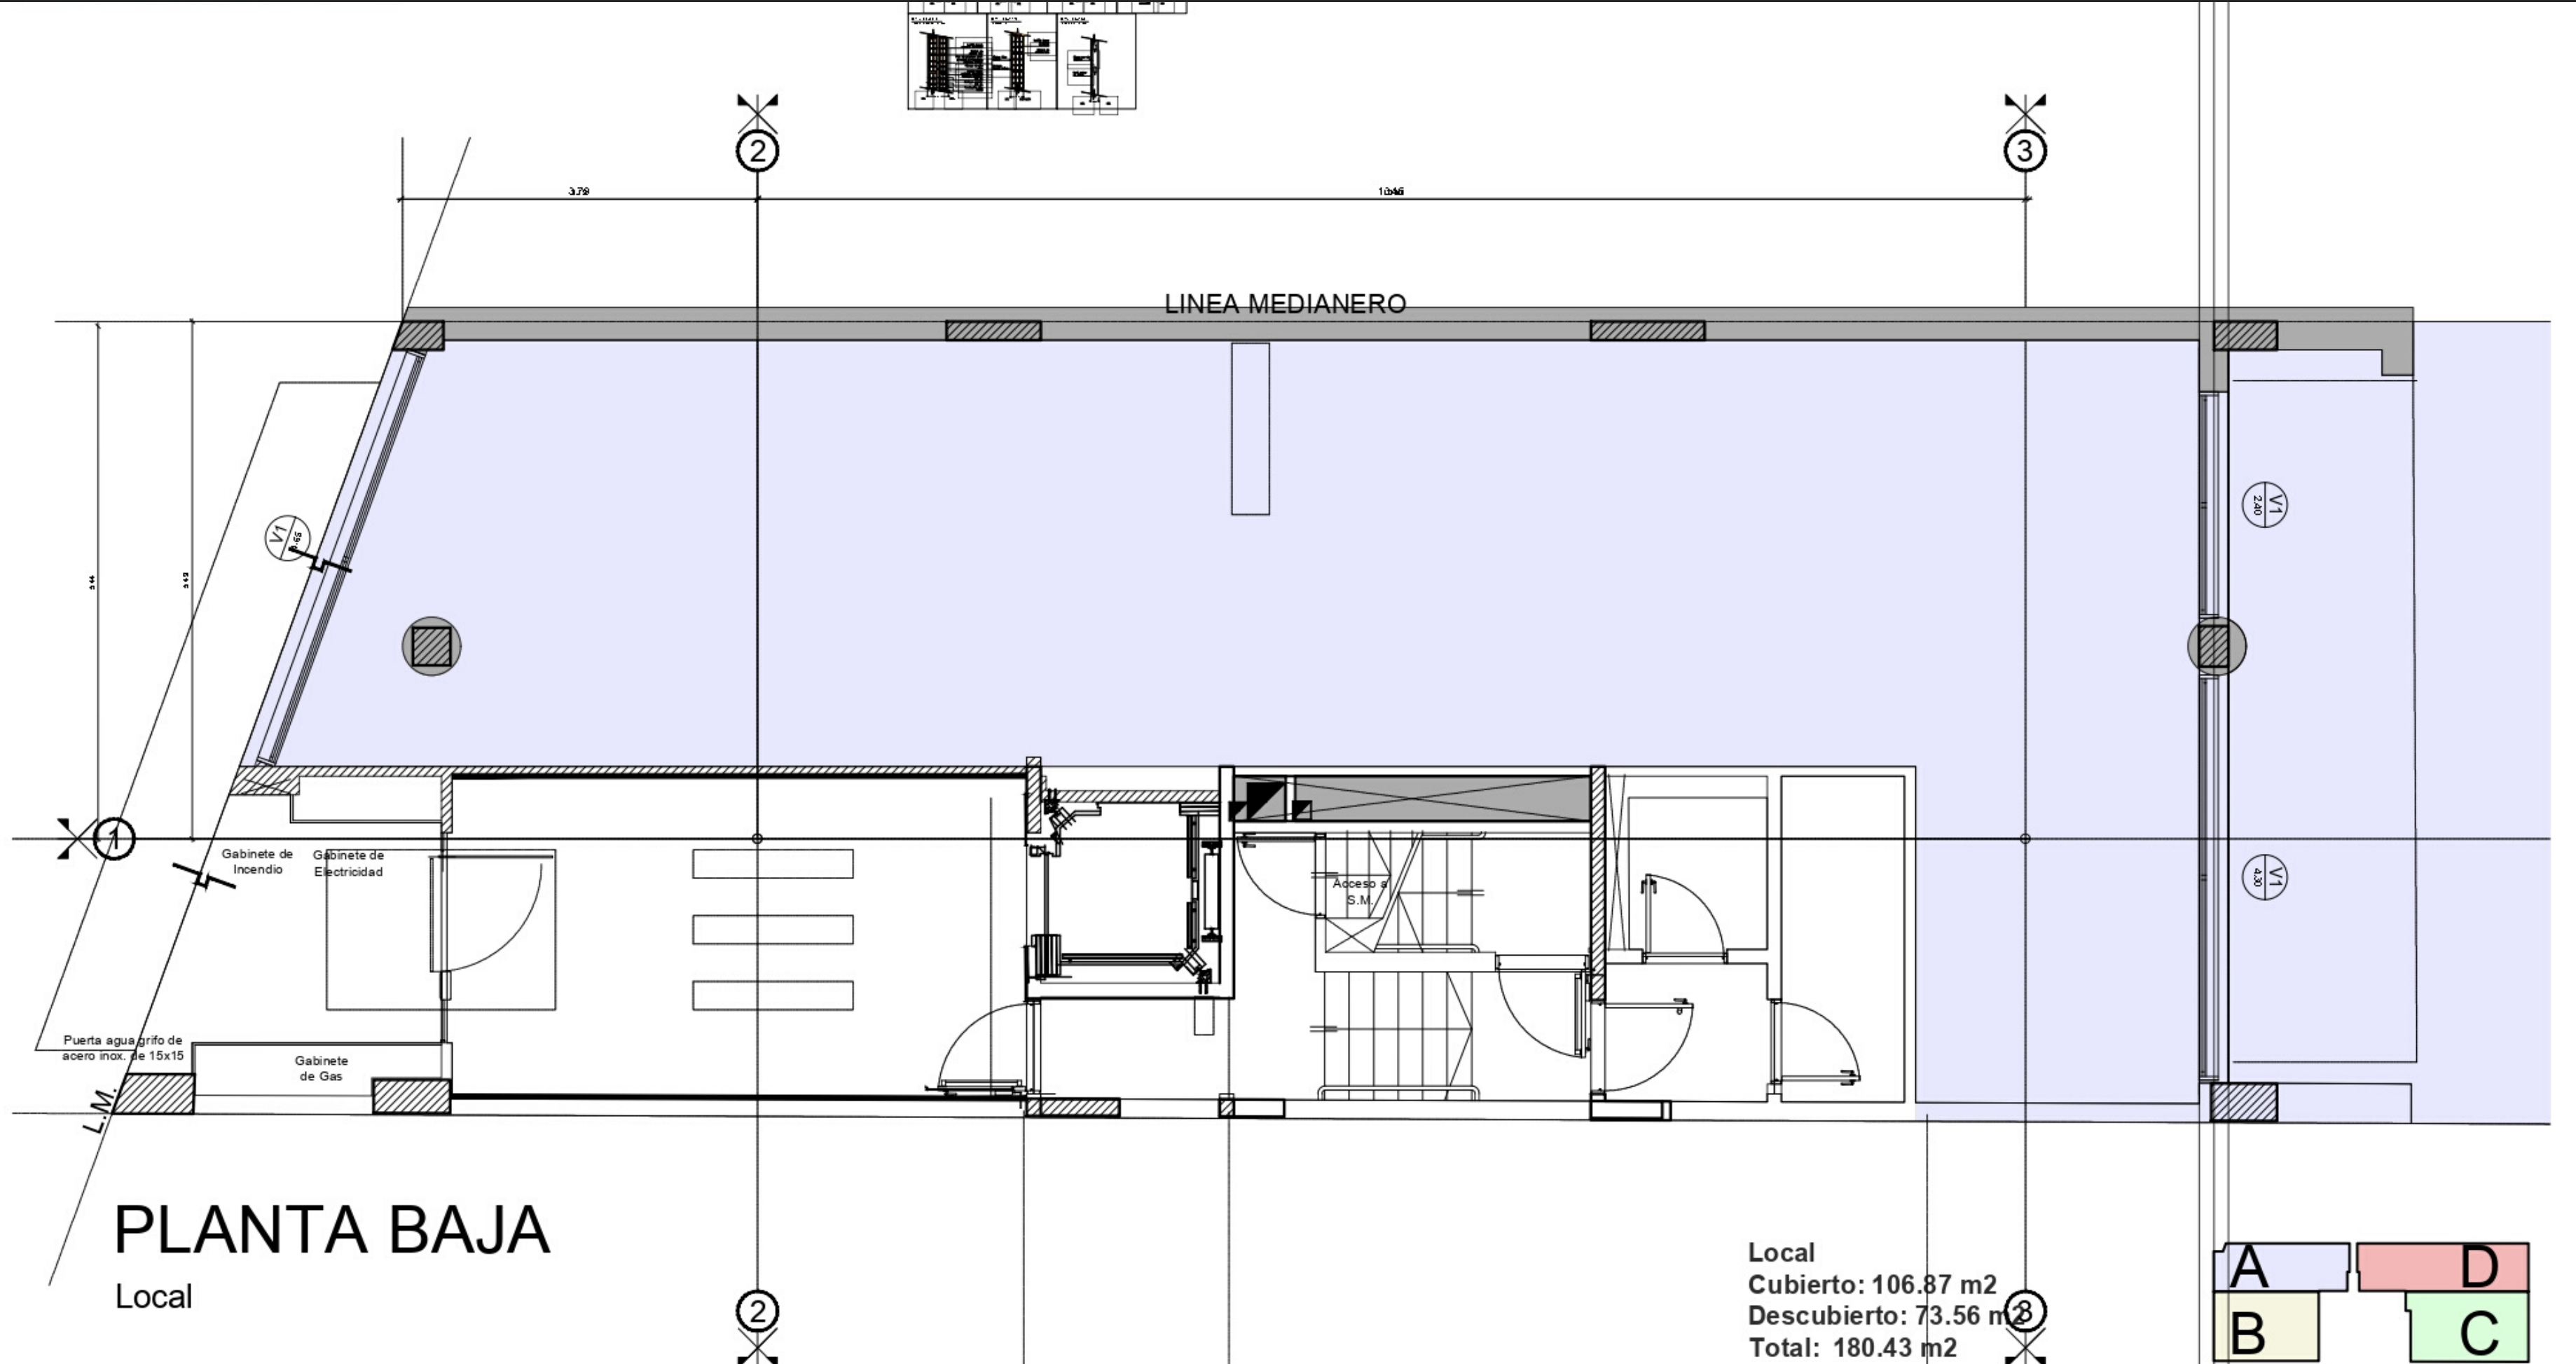 2
3
3.79
LINEA MEDIANERO
V1
2.40
V1
1
Gabinete de
Incendio
Gabinete de
Electricidad
Acceso a
S.M.
V1
4.30
Puerta agua grifo de
acero inox. de 15x15
Gabinete
de Gas
L.M.
PLANTA BAJA
Local
2
3
Local
Cubierto: 106.87 m2
Descubierto: 73.56 m2
Total: 180.43 m2
A
D
B
C